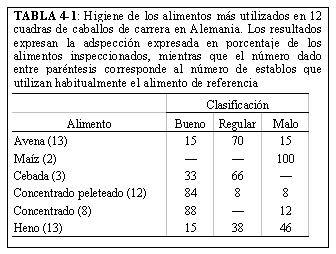 TABLA 4-1: Higiene de los alimentos más utilizados en 12
cuadras de caballos de carrera en Alemania. Los resultados
expresan la adspección expresada en porcentaje de los
alimentos inspeccionados, mientras que el número dado
entre paréntesis corresponde al número de establos que
utilizan habitualmente el alimento de referencia
Clasificación
Alimento Bueno Regular Malo
Avena (13) 15 70 15
Maíz (2) — — 100
Cebada (3) 33 66 —
Concentrado peleteado (12) 84 8 8
Concentrado (8) 88 — 12
Heno (13) 15 38 46